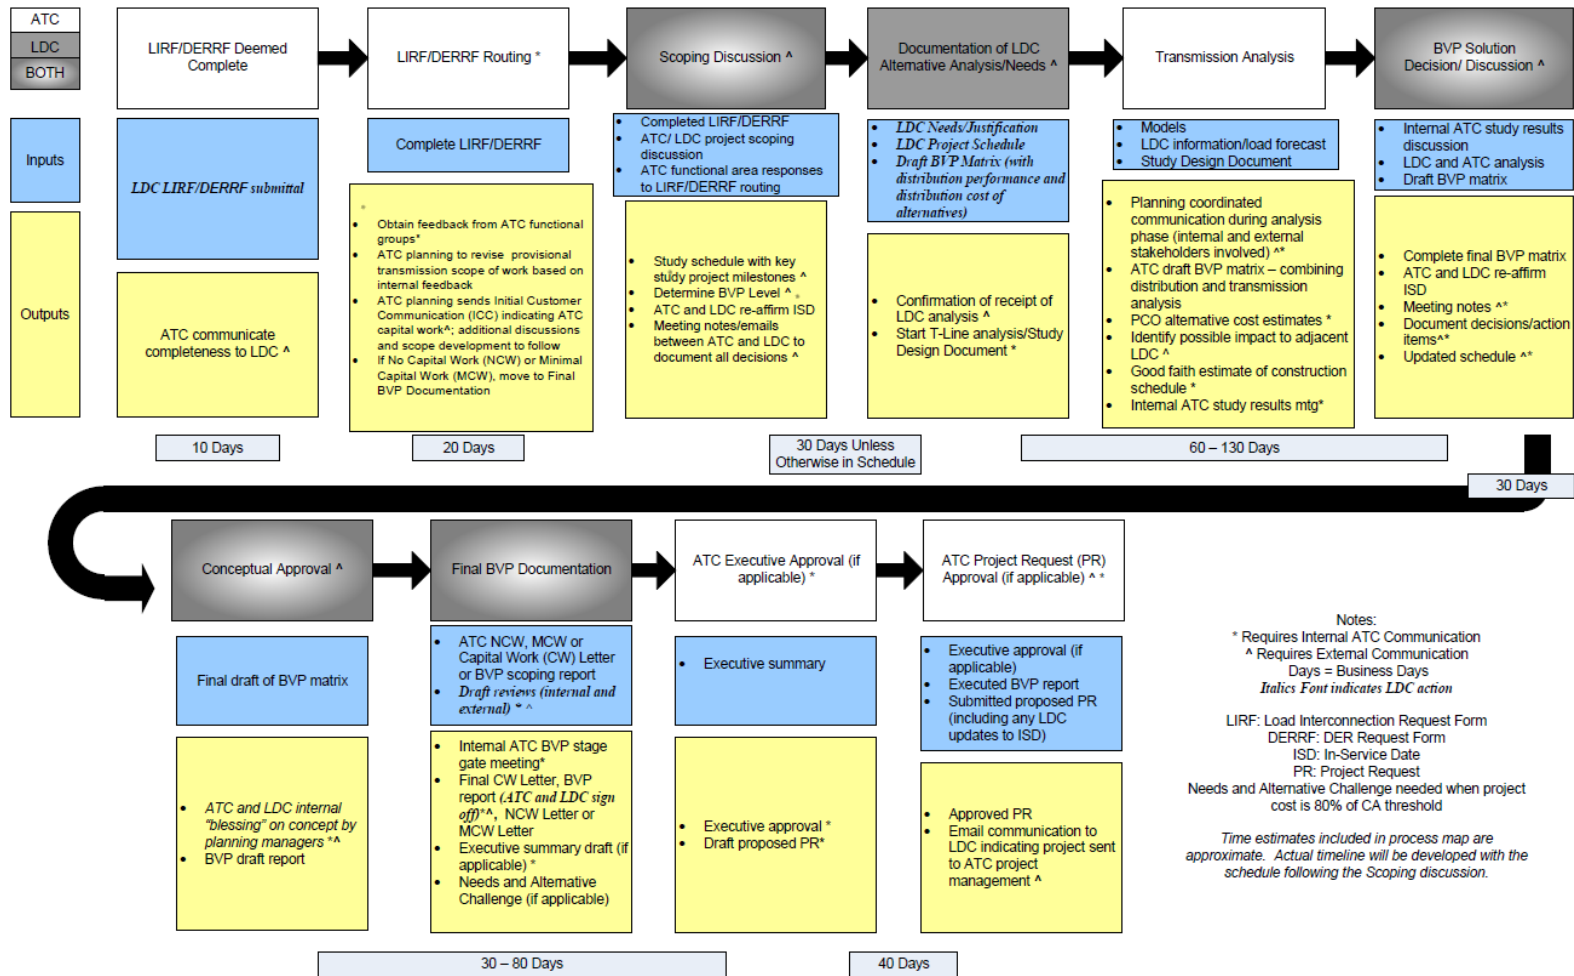 ATC
LDC
BOTH
Inputs
Outputs
LIRF/DERRF Deemed
Complete
LDC LIRF/DERRF submittal
ATC communicate
completeness to LDC ^
LIRF/DERRF Routing *
Complete LIRF/DERRF
*
• Obtain feedback from ATC functional
groups*
• ATC planning to revise provisional
transmission scope of work based on
internal feedback
• ATC planning sends Initial Customer
Communication (ICC) indicating ATC
capital work^; additional discussions
and scope development to follow
• If No Capital Work (NCW) or Minimal
Capital Work (MCW), move to Final
BVP Documentation
Scoping Discussion ^
• Completed LIRF/DERRF
• ATC/ LDC project scoping
discussion
• ATC functional area responses
to LIRF/DERRF routing
• Study schedule with key
study project milestones ^
• Determine BVP Level ^ *
• ATC and LDC re-affirm ISD
• Meeting notes/emails
between ATC and LDC to
document all decisions ^
Documentation of LDC
Alternative Analysis/Needs ^
• LDC Needs/Justification
• LDC Project Schedule
• Draft BVP Matrix (with
distribution performance and
distribution cost of
alternatives)
• Confirmation of receipt of
LDC analysis ^
• Start T-Line analysis/Study
Design Document *
Transmission Analysis
• Models
• LDC information/load forecast
• Study Design Document
• Planning coordinated
communication during analysis
phase (internal and external
stakeholders involved) ^*
• ATC draft BVP matrix – combining
distribution and transmission
analysis
• PCO alternative cost estimates *
• Identify possible impact to adjacent
LDC ^
• Good faith estimate of construction
schedule *
• Internal ATC study results mtg*
BVP Solution
Decision/ Discussion ^
• Internal ATC study results
discussion
• LDC and ATC analysis
• Draft BVP matrix
• Complete final BVP matrix
• ATC and LDC re-affirm
ISD
• Meeting notes ^*
• Document decisions/action
items^*
• Updated schedule ^*
10 Days
20 Days
30 Days Unless
Otherwise in Schedule
60 – 130 Days
30 Days
Conceptual Approval ^
Final draft of BVP matrix
• ATC and LDC internal
"blessing" on concept by
planning managers *^
• BVP draft report
Final BVP Documentation
• ATC NCW, MCW or
Capital Work (CW) Letter
or BVP scoping report
• Draft reviews (internal and
external) * ^
• Internal ATC BVP stage
gate meeting*
• Final CW Letter, BVP
report (ATC and LDC sign
off)*^, NCW Letter or
MCW Letter
• Executive summary draft (if
applicable) *
• Needs and Alternative
Challenge (if applicable)
ATC Executive Approval (if
applicable) *
• Executive summary
• Executive approval *
• Draft proposed PR*
ATC Project Request (PR)
Approval (if applicable) ^ *
• Executive approval (if
applicable)
• Executed BVP report
• Submitted proposed PR
(including any LDC
updates to ISD)
• Approved PR
• Email communication to
LDC indicating project sent
to ATC project
management ^
30 – 80 Days
40 Days
Notes:
* Requires Internal ATC Communication
^ Requires External Communication
Days = Business Days
Italics Font indicates LDC action
LIRF: Load Interconnection Request Form
DERRF: DER Request Form
ISD: In-Service Date
PR: Project Request
Needs and Alternative Challenge needed when project
cost is 80% of CA threshold
Time estimates included in process map are
approximate. Actual timeline will be developed with the
schedule following the Scoping discussion.